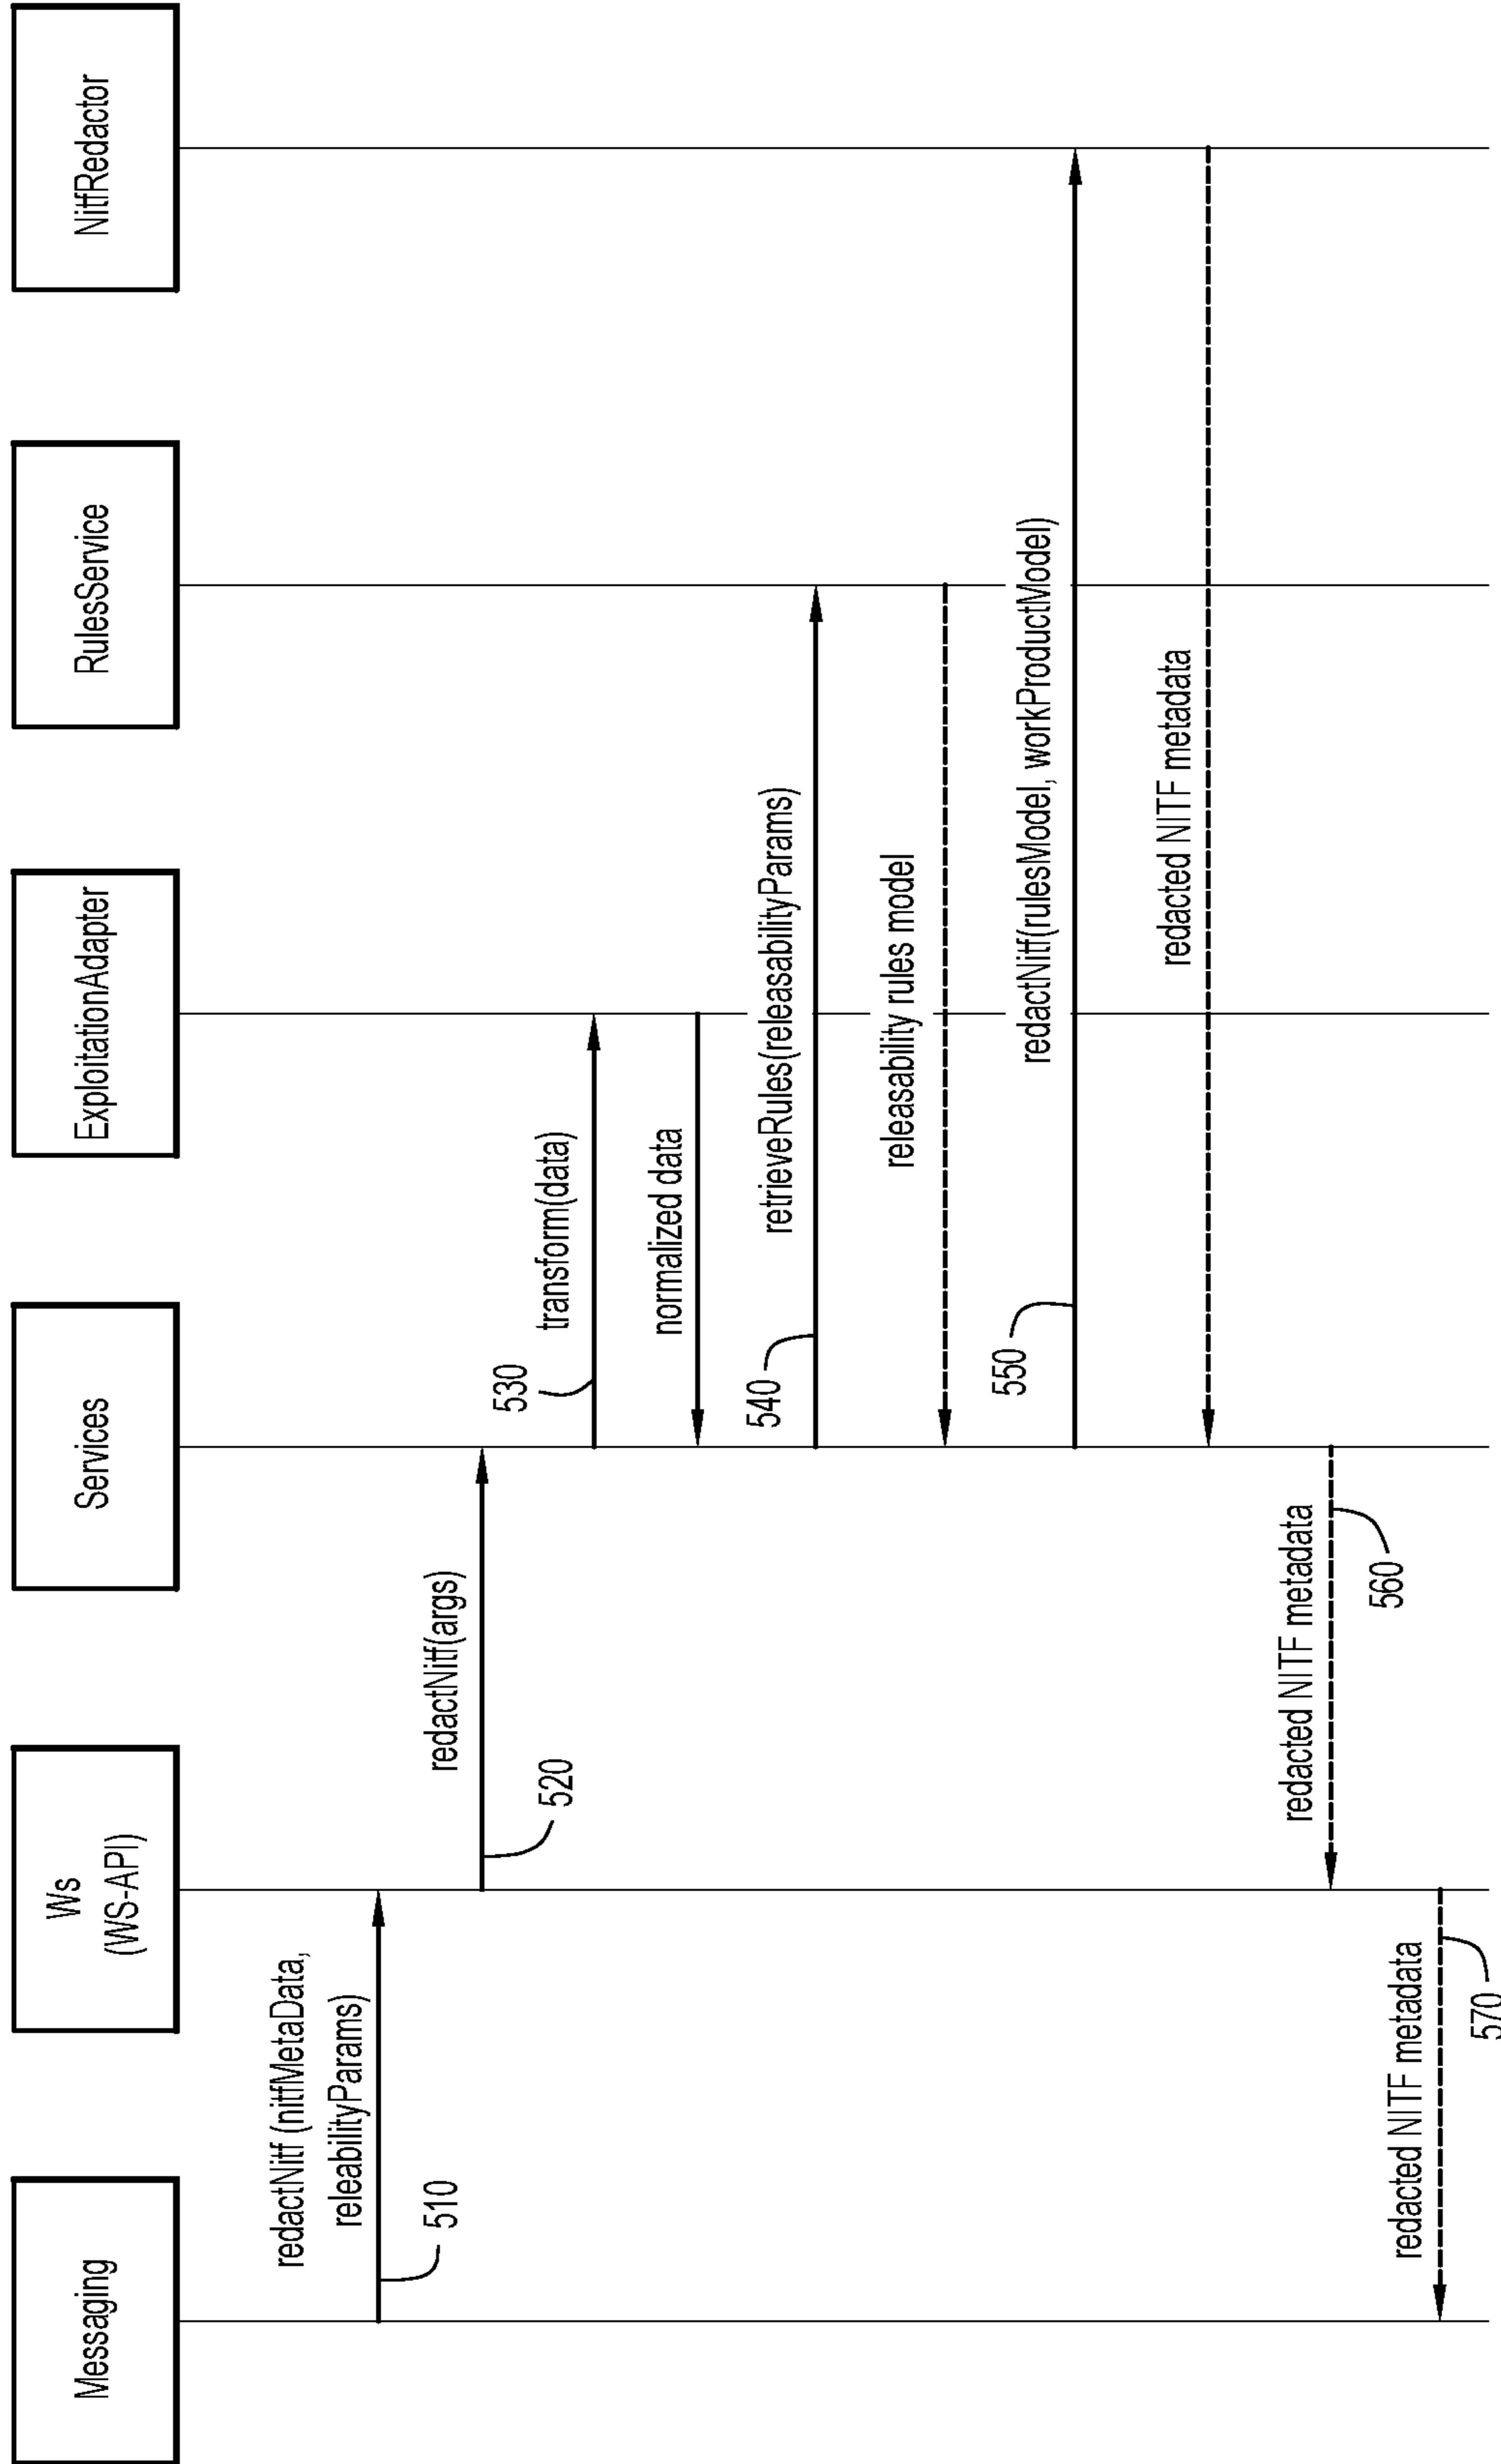 Messaging
Ws
(WS-API)
Services
ExploitationAdapter
RulesService
NitfRedactor
redactNitf (nitfMetaData,
releabilityParams)
510
redactNitf(args)
520
transform(data)
530
normalized data
retrieveRules(releasabilityParams)
540
releasability rules model
redactNitf(rulesModel, workProductModel)
550
redacted NITF metadata
redacted NITF metadata
560
redacted NITF metadata
570